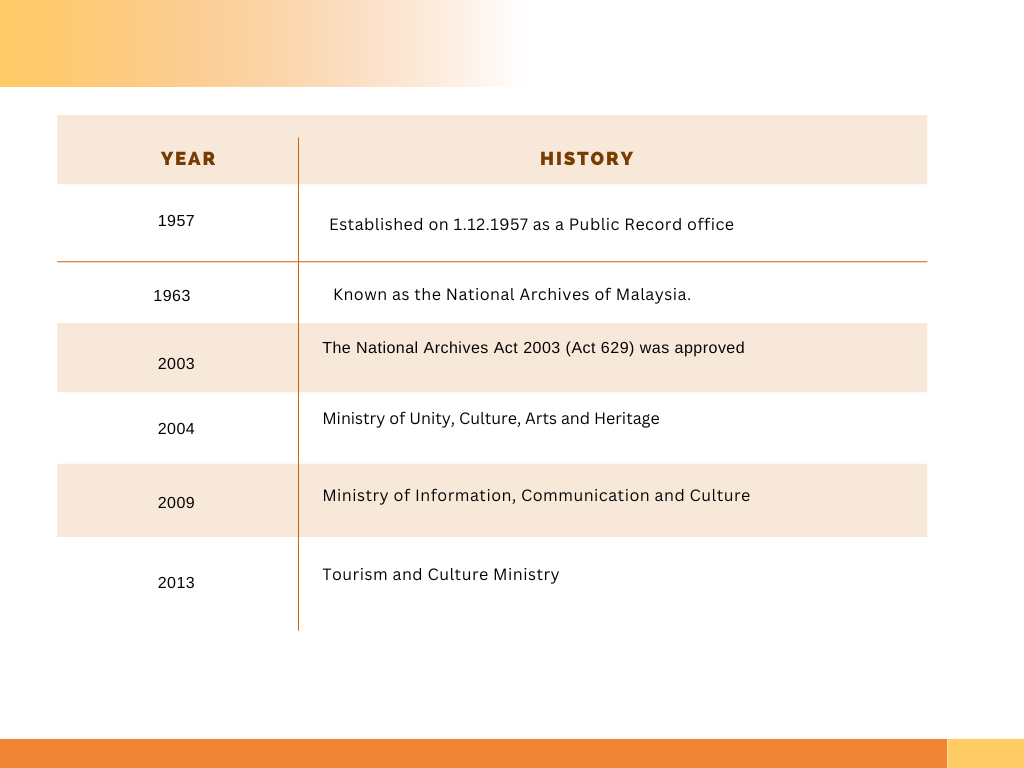 YEAR HISTORY
1957 Established on 1.12.1957 as a Public Record office
1963 Known as the National Archives of Malaysia.
2003 The National Archives Act 2003 (Act 629) was approved
2004 Ministry of Unity, Culture, Arts and Heritage
2009 Ministry of Information, Communication and Culture
2013 Tourism and Culture Ministry